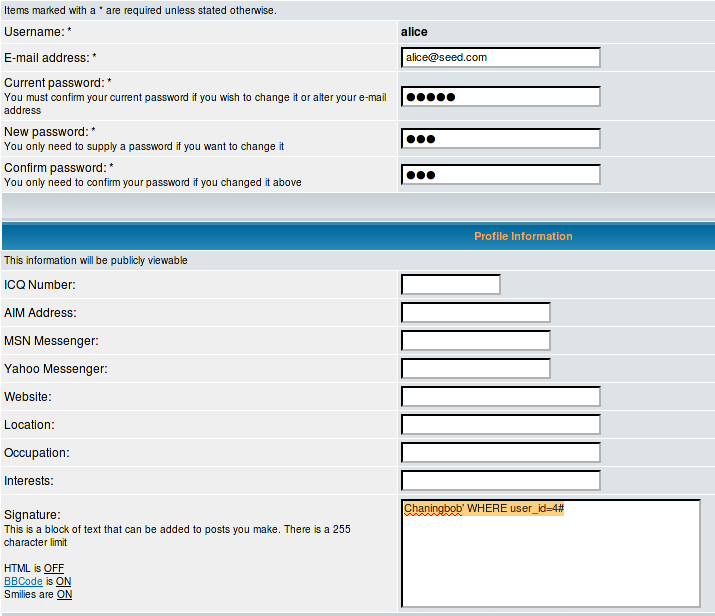 Items marked with a * are required unless stated otherwise.
Username: * alice
E-mail address: * alice@seed.com
Current password: *
You must confirm your current password if you wish to change it or alter your e-mail
address
●●●●●
New password: *
You only need to supply a password if you want to change it
●●●
Confirm password: *
You only need to confirm your password if you changed it above
●●●
Profile Information
This information will be publicly viewable
ICQ Number:
AIM Address:
MSN Messenger:
Yahoo Messenger:
Website:
Location:
Occupation:
Interests:
Signature:
This is a block of text that can be added to posts you make. There is a 255
character limit
HTML is OFF
BBCode is ON
Smilies are ON
Chaningbob' WHERE user_id=4#